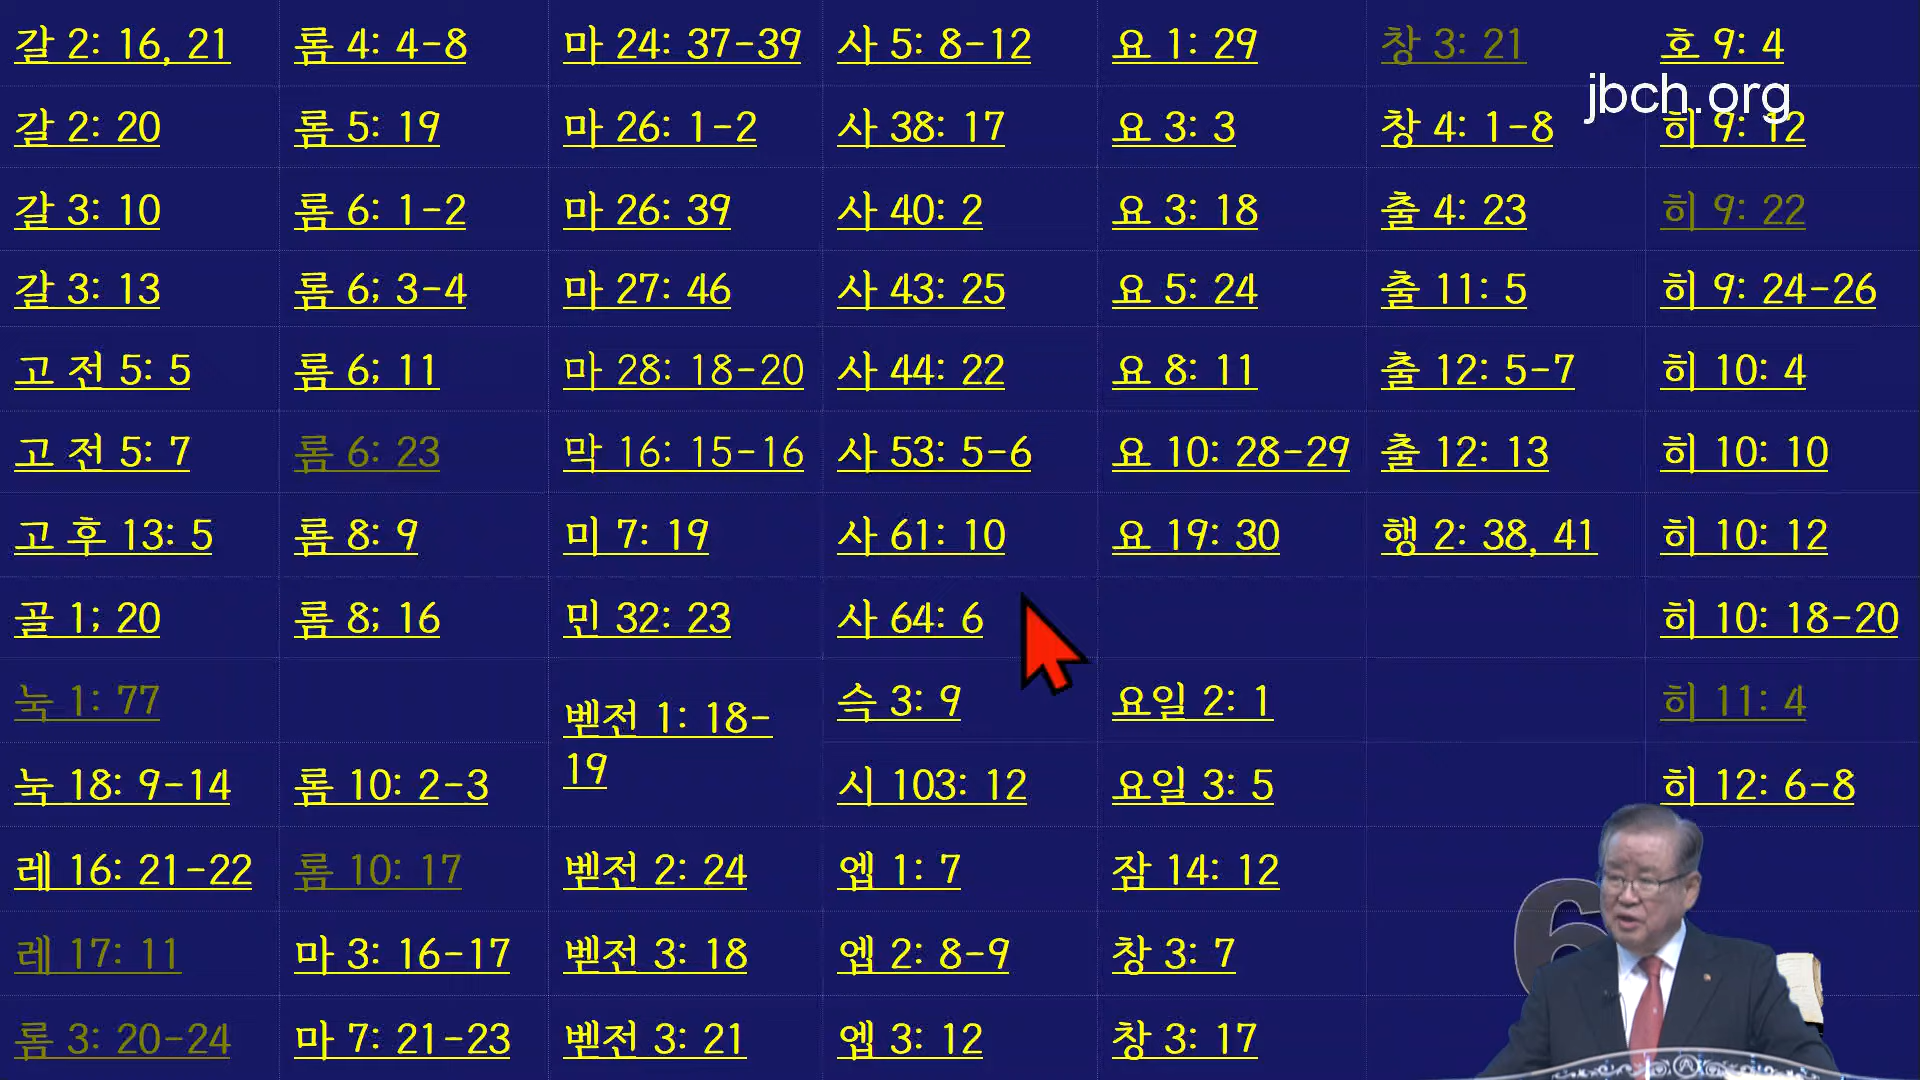 갈 2: 16, 21 롬 4: 4-8 마 24: 37-39 사 5: 8-12 요 1: 29 창 3: 21 호 9: 4
jbch.org
갈 2: 20 롬 5: 19 마 26: 1-2 사 38: 17 요 3: 3 창 4: 1-8 히 9: 12
갈 3: 10 롬 6: 1-2 마 26: 39 사 40: 2 요 3: 18 출 4: 23 히 9: 22
갈 3: 13 롬 6; 3-4 마 27: 46 사 43: 25 요 5: 24 출 11: 5 히 9: 24-26
고 전 5: 5 롬 6; 11 마 28: 18-20 사 44: 22 요 8: 11 출 12: 5-7 히 10: 4
고 전 5: 7 롬 6: 23 막 16: 15-16 사 53: 5-6 요 10: 28-29 출 12: 13 히 10: 10
고 후 13: 5 롬 8: 9 미 7: 19 사 61: 10 요 19: 30 행 2: 38, 41 히 10: 12
골 1; 20 롬 8; 16 민 32: 23 사 64: 6 히 10: 18-20
눅 1: 77 벧전 1: 18- 슥 3: 9 요일 2: 1 히 11: 4
19
눅 18: 9-14 롬 10: 2-3 시 103: 12 요일 3: 5 히 12: 6-8
레 16: 21-22 롬 10: 17 벧전 2: 24 엡 1: 7 잠 14: 12
레 17: 11 마 3: 16-17 벧전 3: 18 엡 2: 8-9 창 3: 7
6
롬 3: 20-24 마 7: 21-23 벧전 3: 21 엡 3: 12 창 3: 17